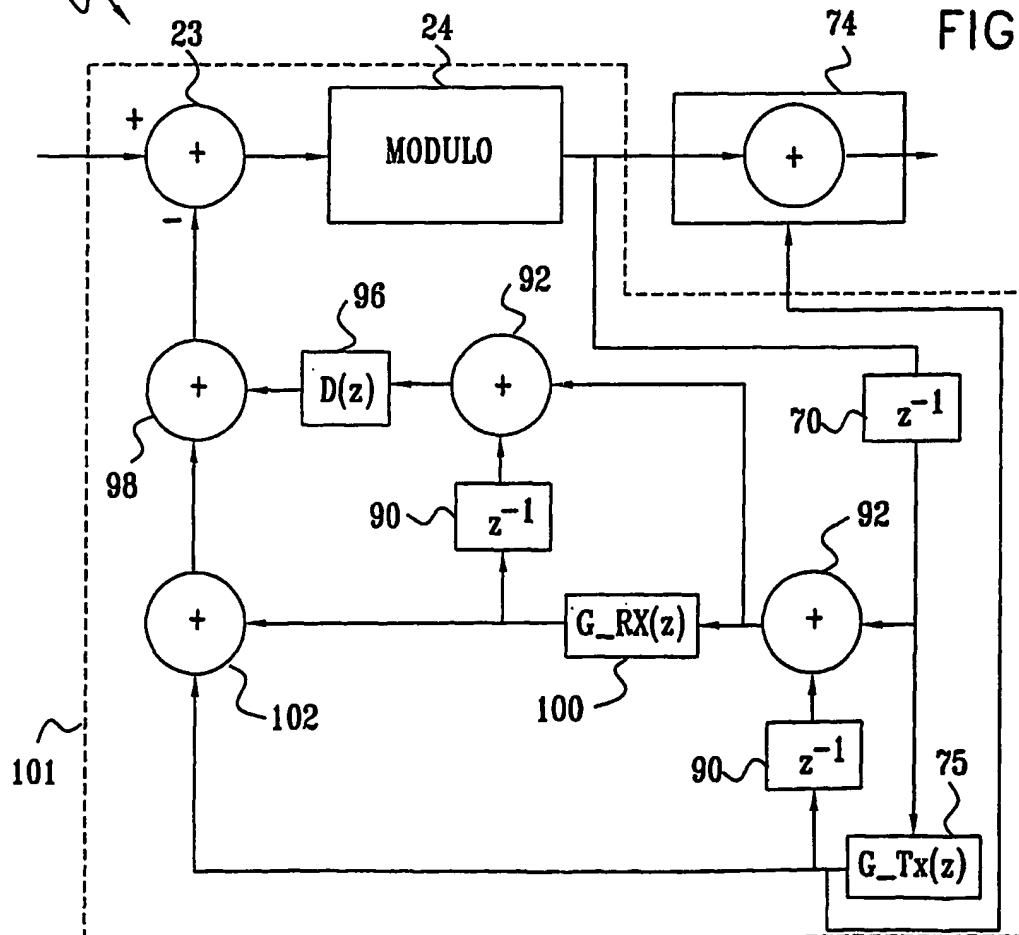 FIG
23
24
74
+
+
MODULO
+
-
96
92
+
D(z)
+
70
z⁻¹
98
90
z⁻¹
92
+
G_RX(z)
+
102
100
90
z⁻¹
75
101
G_Tx(z)